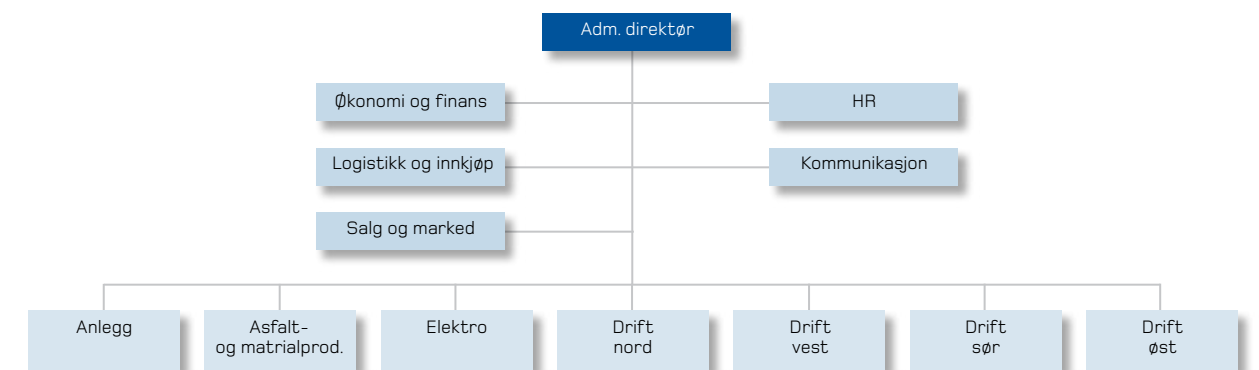 Adm. direktør
Økonomi og finans
HR
Logistikk og innkjøp
Kommunikasjon
Salg og marked
Anlegg
Asfalt-
og matrialprod.
Elektro
Drift
nord
Drift
vest
Drift
sør
Drift
øst